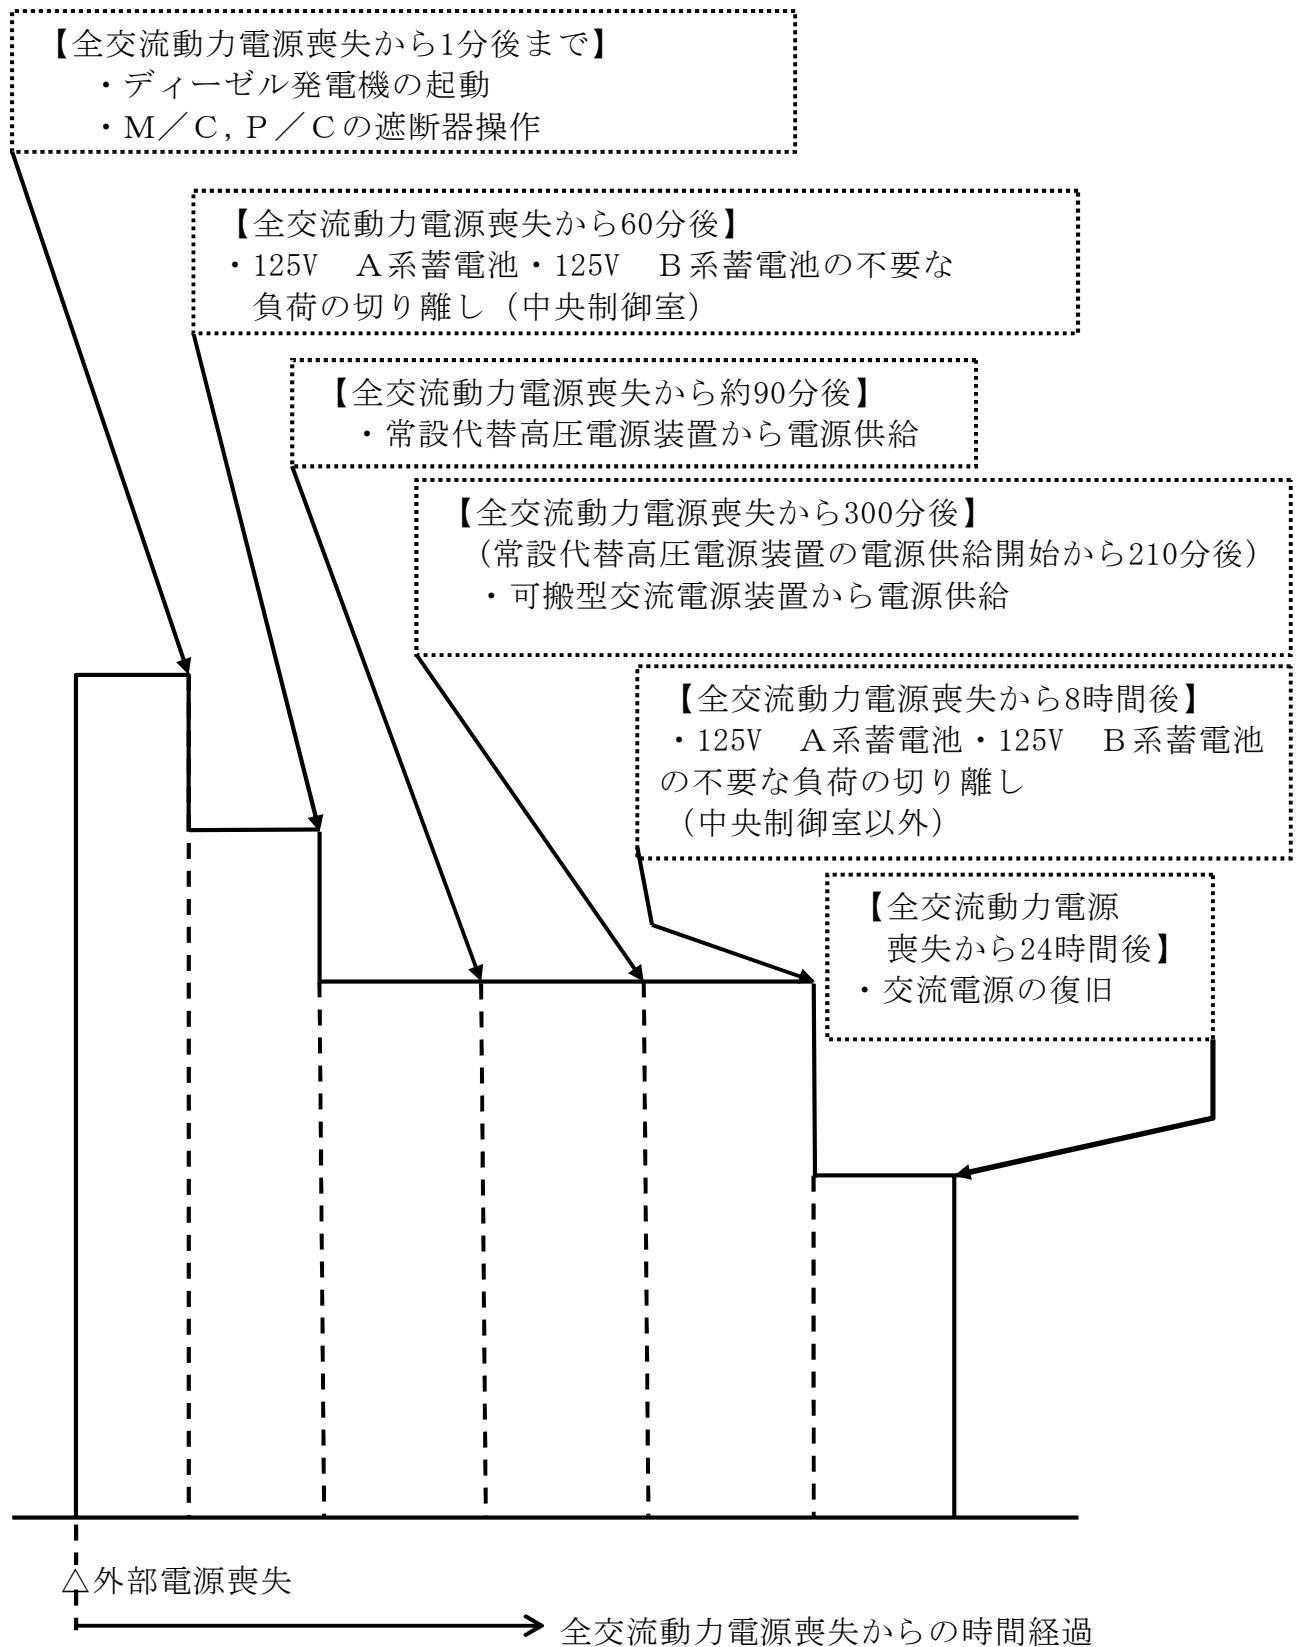 【全交流動力電源喪失から1分後まで】
・ディーゼル発電機の起動
・M／C，P／Cの遮断器操作
【全交流動力電源喪失から60分後】
・125V　A系蓄電池・125V　B系蓄電池の不要な
負荷の切り離し（中央制御室）
【全交流動力電源喪失から約90分後】
・常設代替高圧電源装置から電源供給
【全交流動力電源喪失から300分後】
（常設代替高圧電源装置の電源供給開始から210分後）
・可搬型交流電源装置から電源供給
【全交流動力電源喪失から8時間後】
・125V　A系蓄電池・125V　B系蓄電池
の不要な負荷の切り離し
（中央制御室以外）
【全交流動力電源
喪失から24時間後】
・交流電源の復旧
△外部電源喪失
全交流動力電源喪失からの時間経過